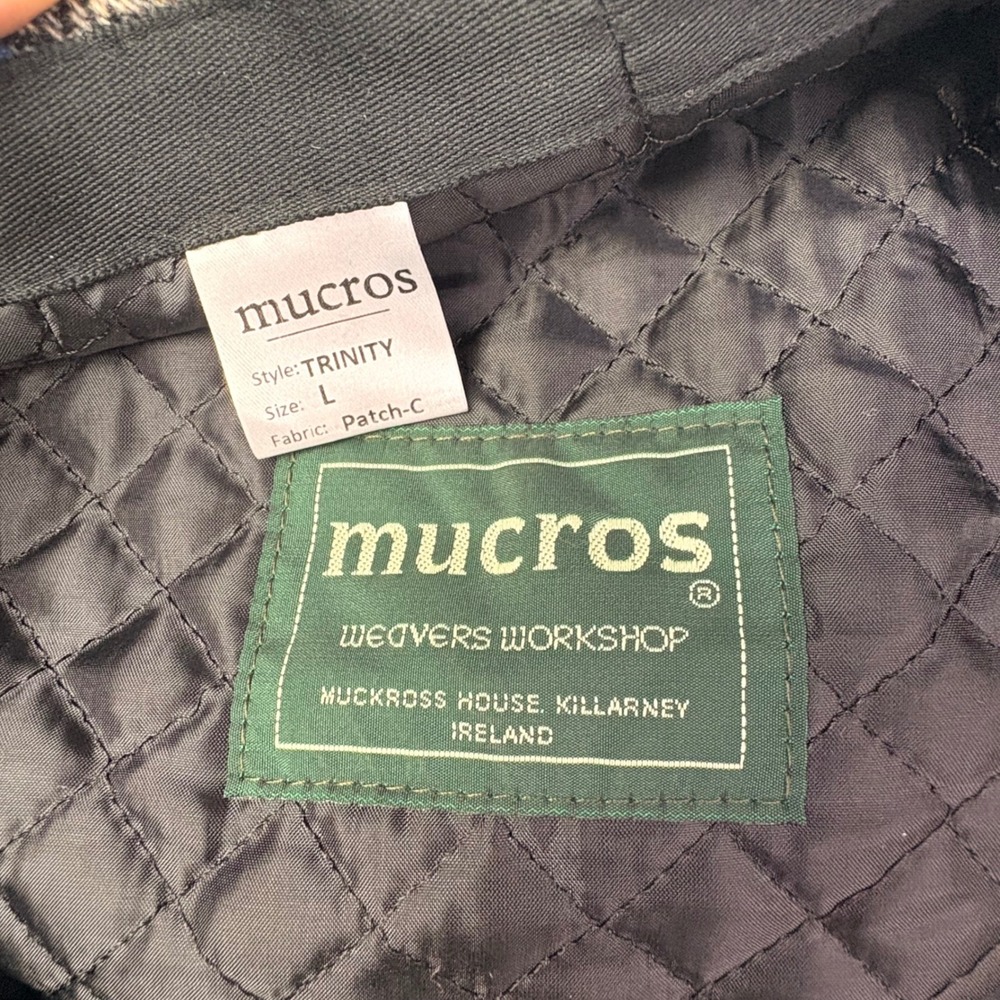 mucros
Style: TRINITY
Size: L
Fabric: Patch-C
mucros
®
WEAVERS WORKSHOP
MUCKROSS HOUSE. KILLARNEY
IRELAND